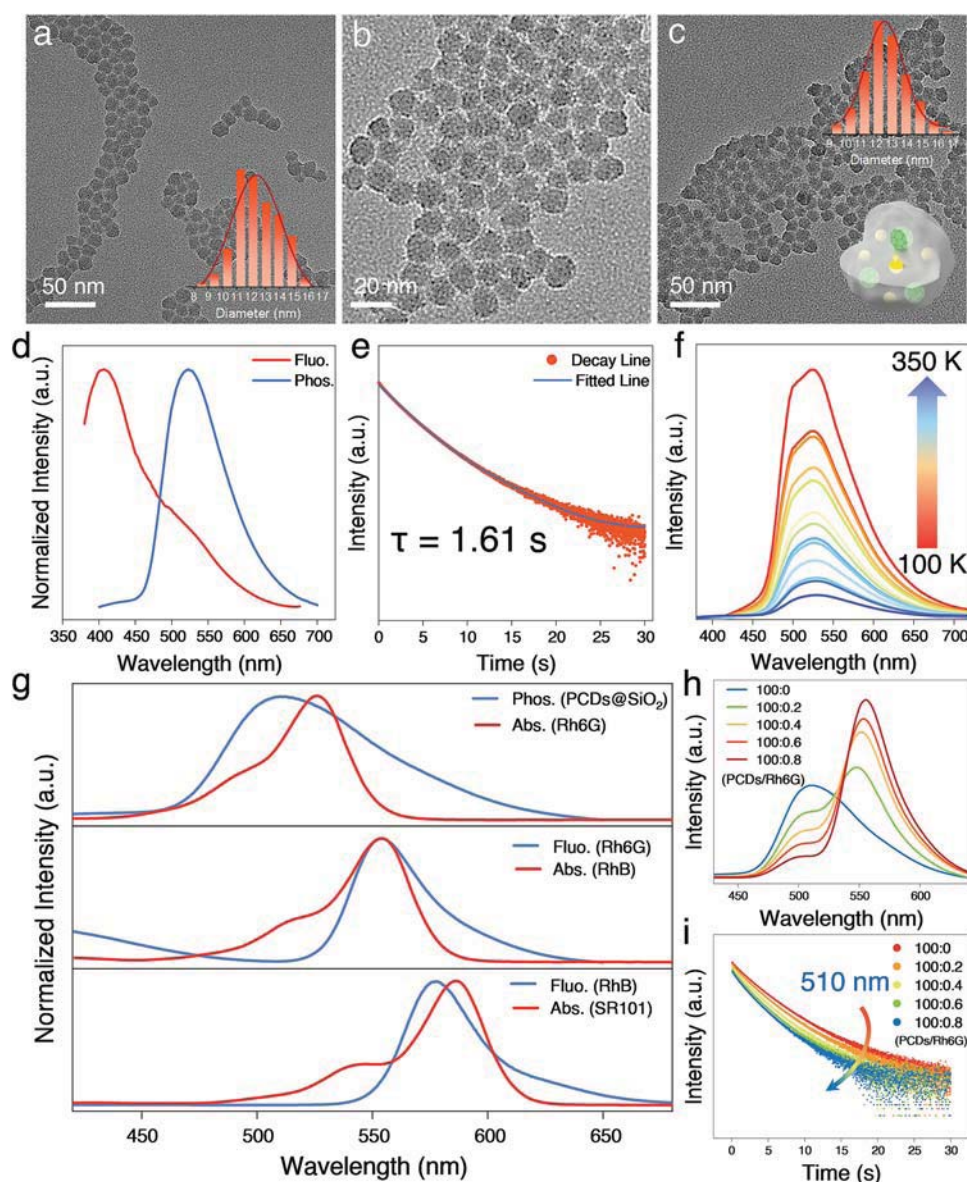 a
50 nm
8 9 10 11 12 13 14 15 16 17
Diameter (nm)
b
20 nm
c
9 10 11 12 13 14 15 16 17
Diameter (nm)
50 nm
d
Fluo.
Phos.
Normalized Intensity (a.u.)
350 400 450 500 550 600 650 700
Wavelength (nm)
e
Decay Line
Fitted Line
τ = 1.61 s
Intensity (a.u.)
0 5 10 15 20 25 30
Time (s)
f
350 K
100 K
Intensity (a.u.)
400 450 500 550 600 650 700
Wavelength (nm)
g
Phos. (PCDs@SiO₂)
Abs. (Rh6G)
Fluo. (Rh6G)
Abs. (RhB)
Fluo. (RhB)
Abs. (SR101)
Normalized Intensity (a.u.)
450 500 550 600 650
Wavelength (nm)
h
100:0
100:0.2
100:0.4
100:0.6
100:0.8
(PCDs/Rh6G)
Intensity (a.u.)
450 500 550 600
Wavelength (nm)
i
510 nm
100:0
100:0.2
100:0.4
100:0.6
100:0.8
(PCDs/Rh6G)
Intensity (a.u.)
0 5 10 15 20 25 30
Time (s)